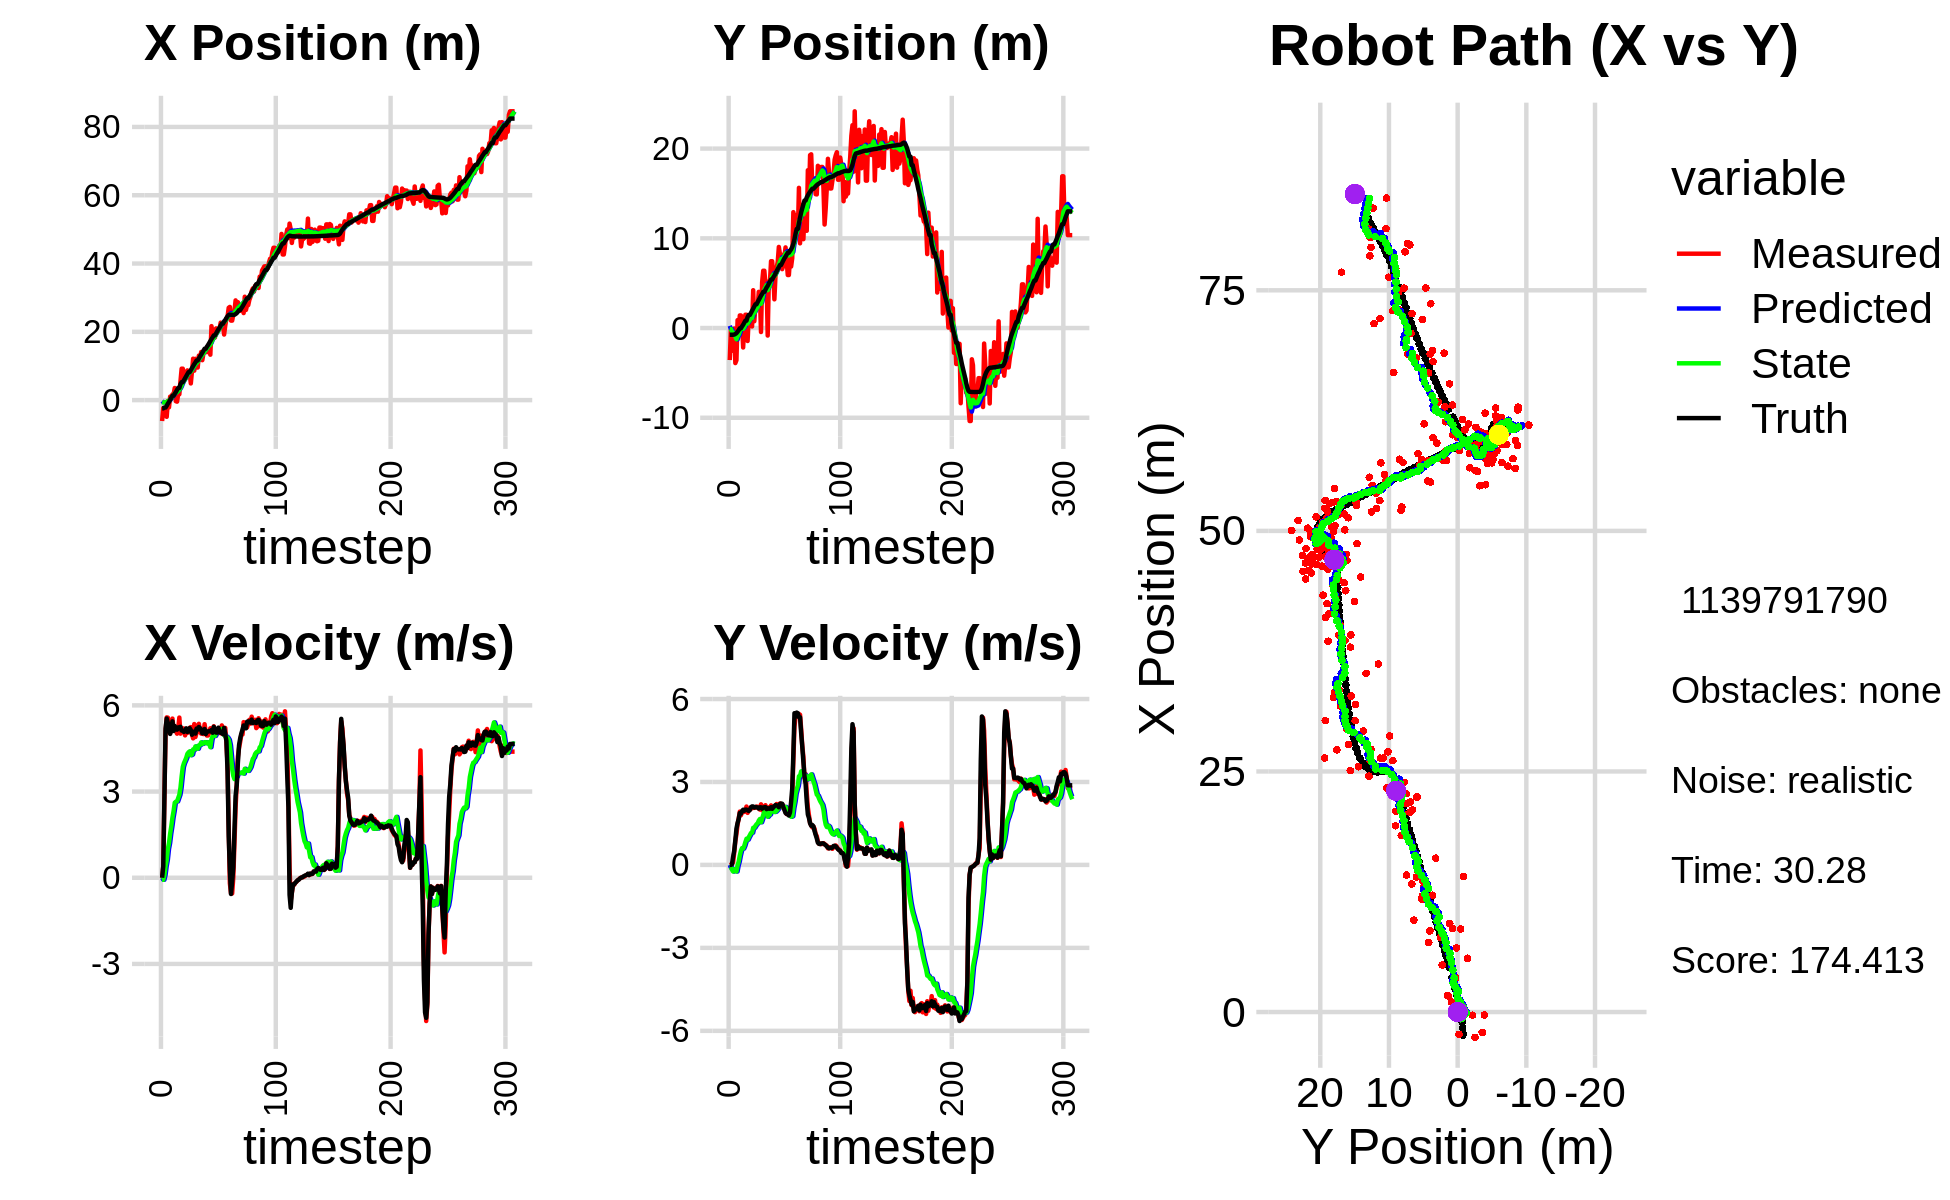 X Position (m)
80
60
40
20
0
0
100
200
300
timestep
Y Position (m)
20
10
0
-10
0
100
200
300
timestep
X Velocity (m/s)
6
3
0
-3
0
100
200
300
timestep
Y Velocity (m/s)
6
3
0
-3
-6
0
100
200
300
timestep
Robot Path (X vs Y)
X Position (m)
75
50
25
0
20 10 0 -10 -20
Y Position (m)
variable
Measured
Predicted
State
Truth
1139791790
Obstacles: none
Noise: realistic
Time: 30.28
Score: 174.413